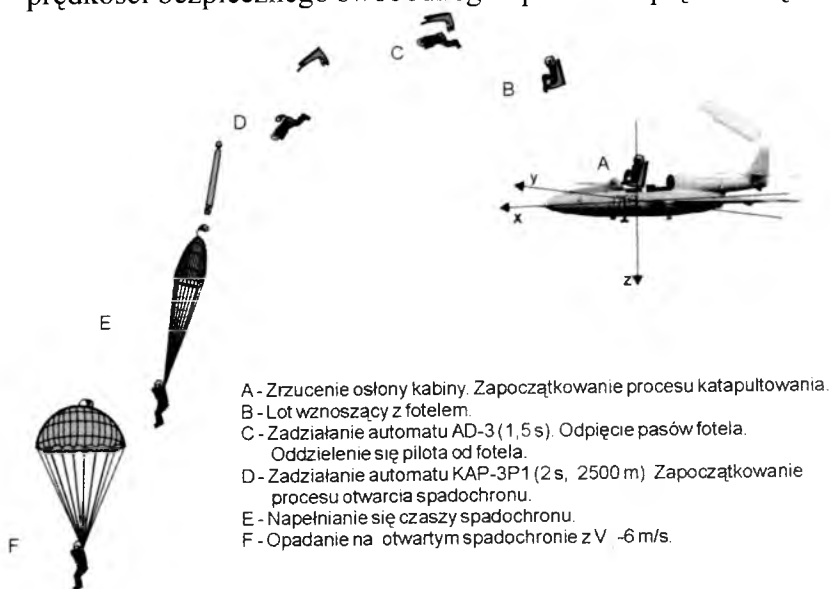 C
B
D
A
y
x
z
E
A - Zrzucenie osłony kabiny. Zapoczątkowanie procesu katapultowania.
B - Lot wznoszący z fotelem.
C - Zadziałanie automatu AD-3 (1,5 s). Odpięcie pasów fotela.
Oddzielenie się pilota od fotela.
D - Zadziałanie automatu KAP-3P1 (2 s, 2500 m) Zapoczątkowanie
procesu otwarcia spadochronu.
E - Napełnianie się czaszy spadochronu.
F - Opadanie na otwartym spadochronie z V -6 m/s.
F